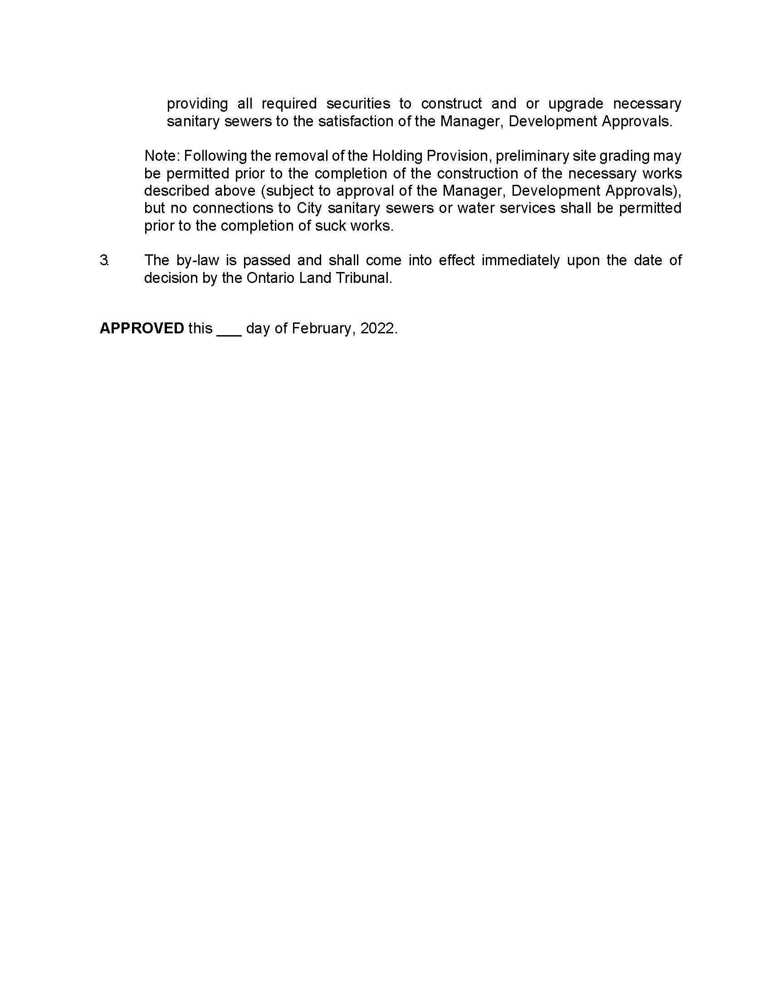 providing all required securities to construct and or upgrade necessary
sanitary sewers to the satisfaction of the Manager, Development Approvals.
Note: Following the removal of the Holding Provision, preliminary site grading may
be permitted prior to the completion of the construction of the necessary works
described above (subject to approval of the Manager, Development Approvals),
but no connections to City sanitary sewers or water services shall be permitted
prior to the completion of suck works.
3. The by-law is passed and shall come into effect immediately upon the date of
decision by the Ontario Land Tribunal.
APPROVED this ___ day of February, 2022.